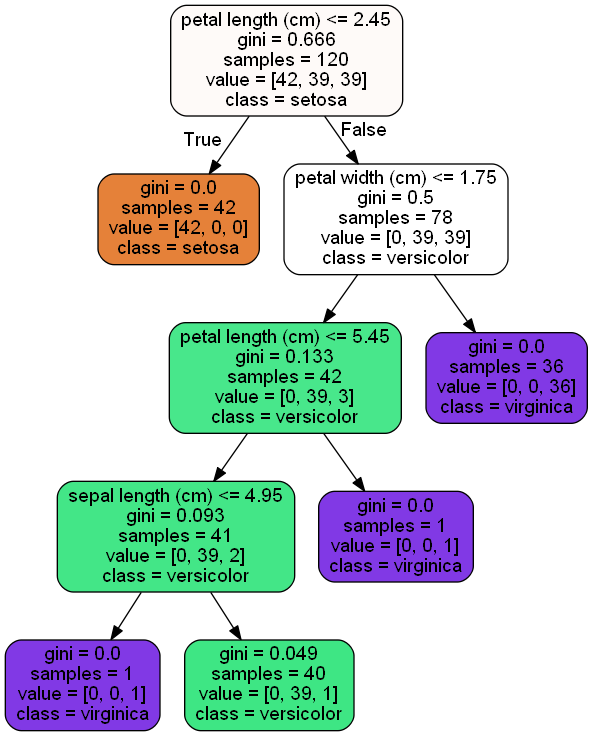 petal length (cm) <= 2.45
gini = 0.666
samples = 120
value = [42, 39, 39]
class = setosa
True
False
gini = 0.0
samples = 42
value = [42, 0, 0]
class = setosa
petal width (cm) <= 1.75
gini = 0.5
samples = 78
value = [0, 39, 39]
class = versicolor
petal length (cm) <= 5.45
gini = 0.133
samples = 42
value = [0, 39, 3]
class = versicolor
gini = 0.0
samples = 36
value = [0, 0, 36]
class = virginica
sepal length (cm) <= 4.95
gini = 0.093
samples = 41
value = [0, 39, 2]
class = versicolor
gini = 0.0
samples = 1
value = [0, 0, 1]
class = virginica
gini = 0.0
samples = 1
value = [0, 0, 1]
class = virginica
gini = 0.049
samples = 40
value = [0, 39, 1]
class = versicolor